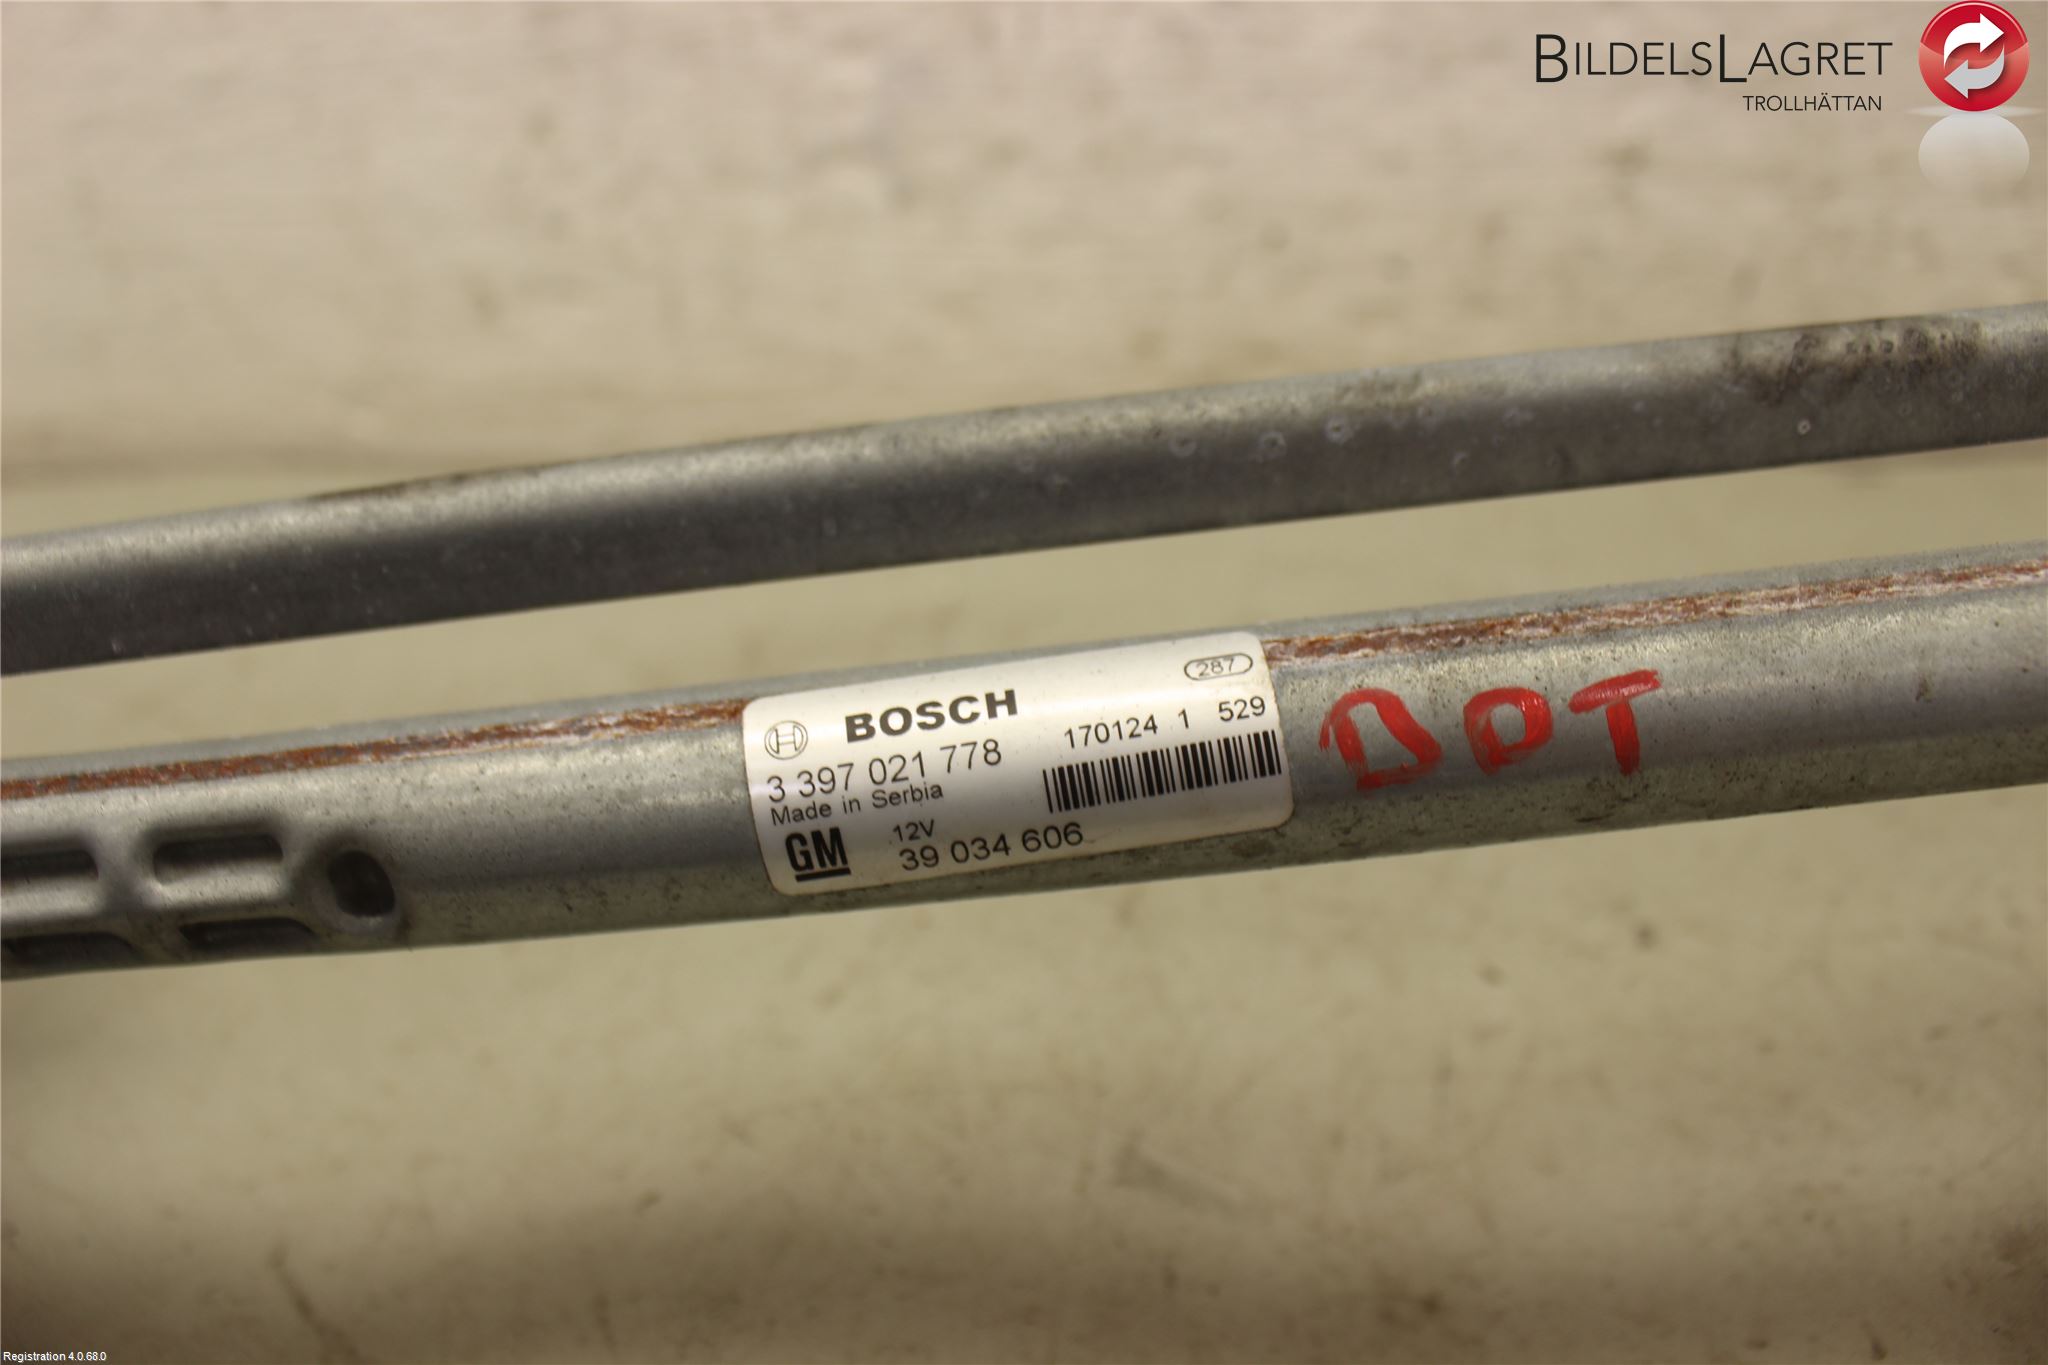 BILDELSLAGRET
TROLLHÄTTAN
287
BOSCH
170124 1 529
3 397 021 778
Made in Serbia
GM
12V
39 034 606
DOT
Registration 4.0.68.0